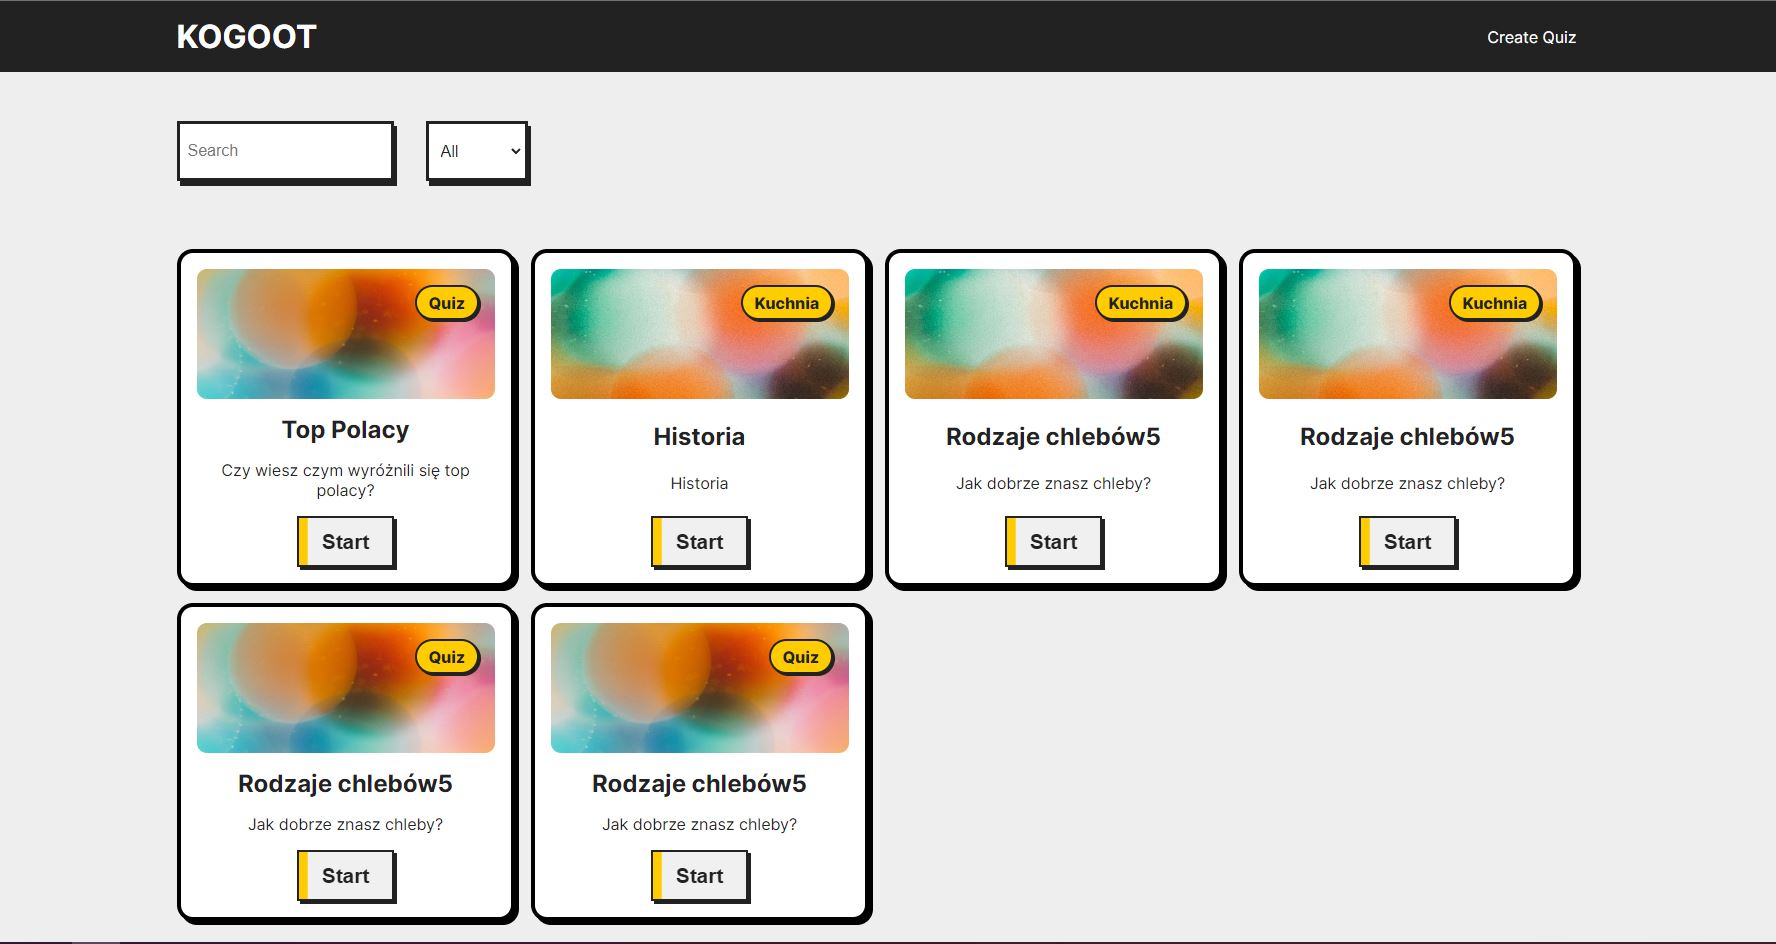 KOGOOT
Create Quiz
Search
All
Quiz
Top Polacy
Czy wiesz czym wyróżnili się top
polacy?
Start
Kuchnia
Historia
Historia
Start
Kuchnia
Rodzaje chlebów5
Jak dobrze znasz chleby?
Start
Kuchnia
Rodzaje chlebów5
Jak dobrze znasz chleby?
Start
Quiz
Rodzaje chlebów5
Jak dobrze znasz chleby?
Start
Quiz
Rodzaje chlebów5
Jak dobrze znasz chleby?
Start